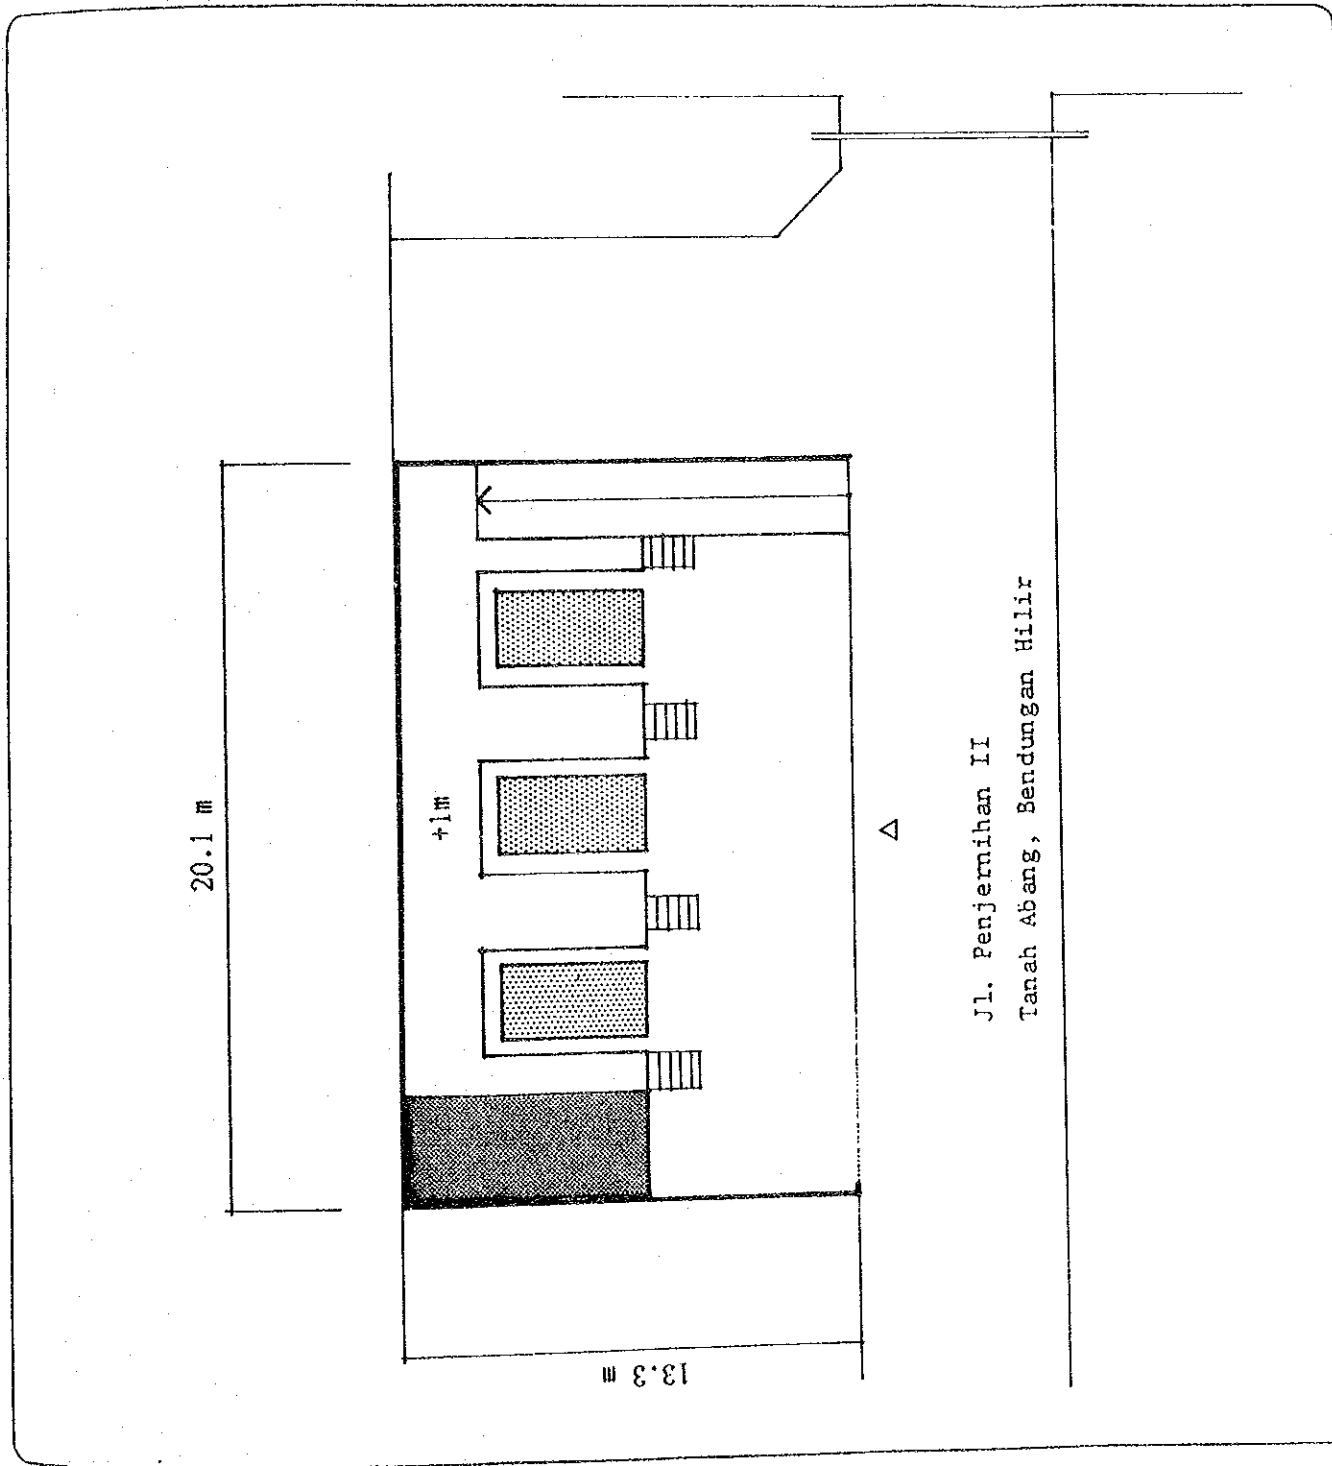 20.1 m
+1m
13.3 m
Jl. Penjernihan II
Tanah Abang, Bendungan Hilir